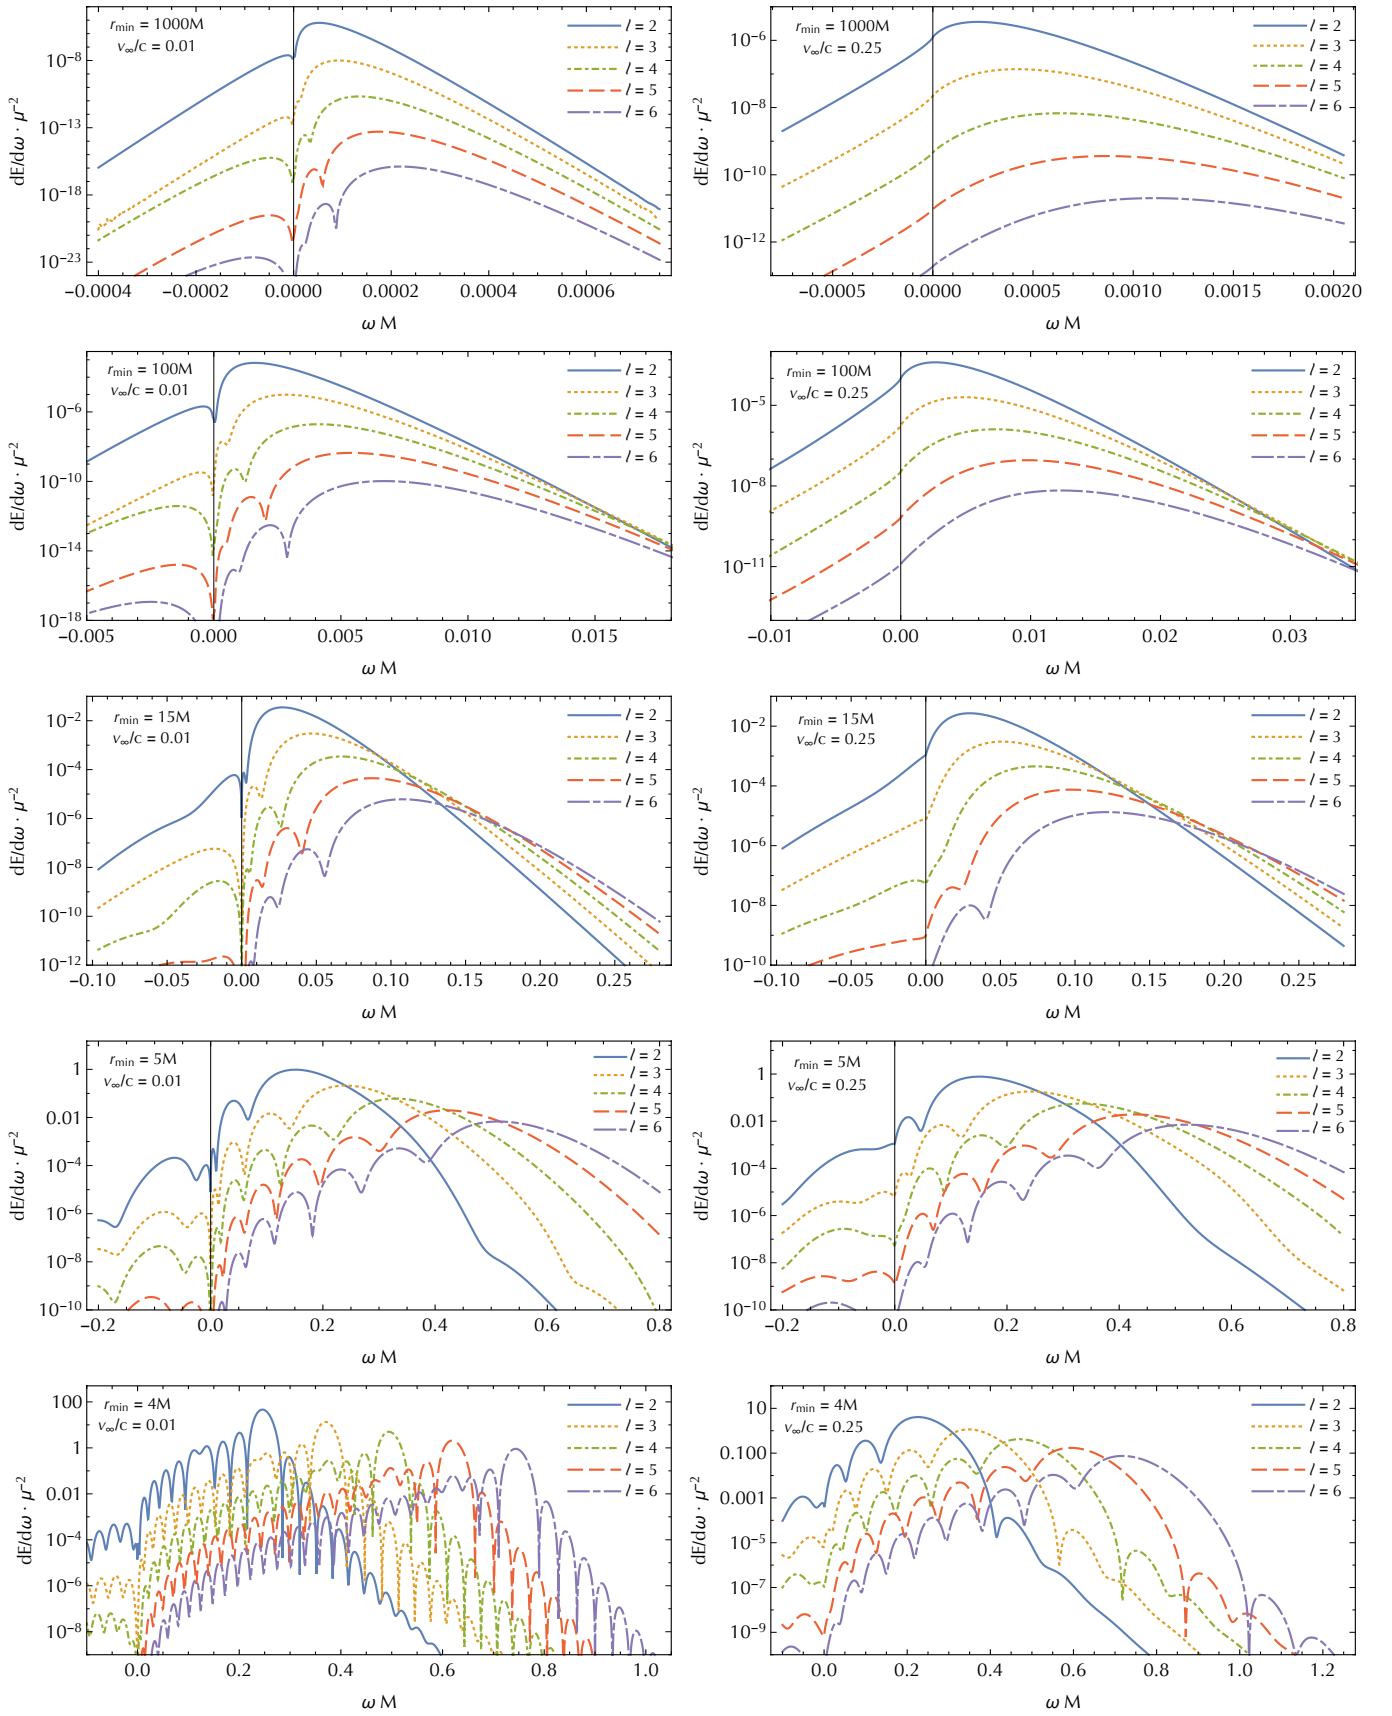 r_min = 1000M
v_∞/c = 0.01
l = 2
l = 3
l = 4
l = 5
l = 6
10⁻⁸
10⁻¹³
10⁻¹⁸
10⁻²³
dE/dω · μ⁻²
−0.0004 −0.0002 0.0000 0.0002 0.0004 0.0006
ω M
r_min = 1000M
v_∞/c = 0.25
l = 2
l = 3
l = 4
l = 5
l = 6
10⁻⁶
10⁻⁸
10⁻¹⁰
10⁻¹²
dE/dω · μ⁻²
−0.0005 0.0000 0.0005 0.0010 0.0015 0.0020
ω M
r_min = 100M
v_∞/c = 0.01
l = 2
l = 3
l = 4
l = 5
l = 6
10⁻⁶
10⁻¹⁰
10⁻¹⁴
10⁻¹⁸
dE/dω · μ⁻²
−0.005 0.000 0.005 0.010 0.015
ω M
r_min = 100M
v_∞/c = 0.25
l = 2
l = 3
l = 4
l = 5
l = 6
10⁻⁵
10⁻⁸
10⁻¹¹
dE/dω · μ⁻²
−0.01 0.00 0.01 0.02 0.03
ω M
r_min = 15M
v_∞/c = 0.01
l = 2
l = 3
l = 4
l = 5
l = 6
10⁻²
10⁻⁴
10⁻⁶
10⁻⁸
10⁻¹⁰
10⁻¹²
dE/dω · μ⁻²
−0.10 −0.05 0.00 0.05 0.10 0.15 0.20 0.25
ω M
r_min = 15M
v_∞/c = 0.25
l = 2
l = 3
l = 4
l = 5
l = 6
10⁻²
10⁻⁴
10⁻⁶
10⁻⁸
10⁻¹⁰
dE/dω · μ⁻²
−0.10 −0.05 0.00 0.05 0.10 0.15 0.20 0.25
ω M
r_min = 5M
v_∞/c = 0.01
l = 2
l = 3
l = 4
l = 5
l = 6
1
0.01
10⁻⁴
10⁻⁶
10⁻⁸
10⁻¹⁰
dE/dω · μ⁻²
−0.2 0.0 0.2 0.4 0.6 0.8
ω M
r_min = 5M
v_∞/c = 0.25
l = 2
l = 3
l = 4
l = 5
l = 6
1
0.01
10⁻⁴
10⁻⁶
10⁻⁸
10⁻¹⁰
dE/dω · μ⁻²
−0.2 0.0 0.2 0.4 0.6 0.8
ω M
r_min = 4M
v_∞/c = 0.01
l = 2
l = 3
l = 4
l = 5
l = 6
100
1
0.01
10⁻⁴
10⁻⁶
10⁻⁸
dE/dω · μ⁻²
0.0 0.2 0.4 0.6 0.8 1.0
ω M
r_min = 4M
v_∞/c = 0.25
l = 2
l = 3
l = 4
l = 5
l = 6
10
0.100
0.001
10⁻⁵
10⁻⁷
10⁻⁹
dE/dω · μ⁻²
0.0 0.2 0.4 0.6 0.8 1.0 1.2
ω M